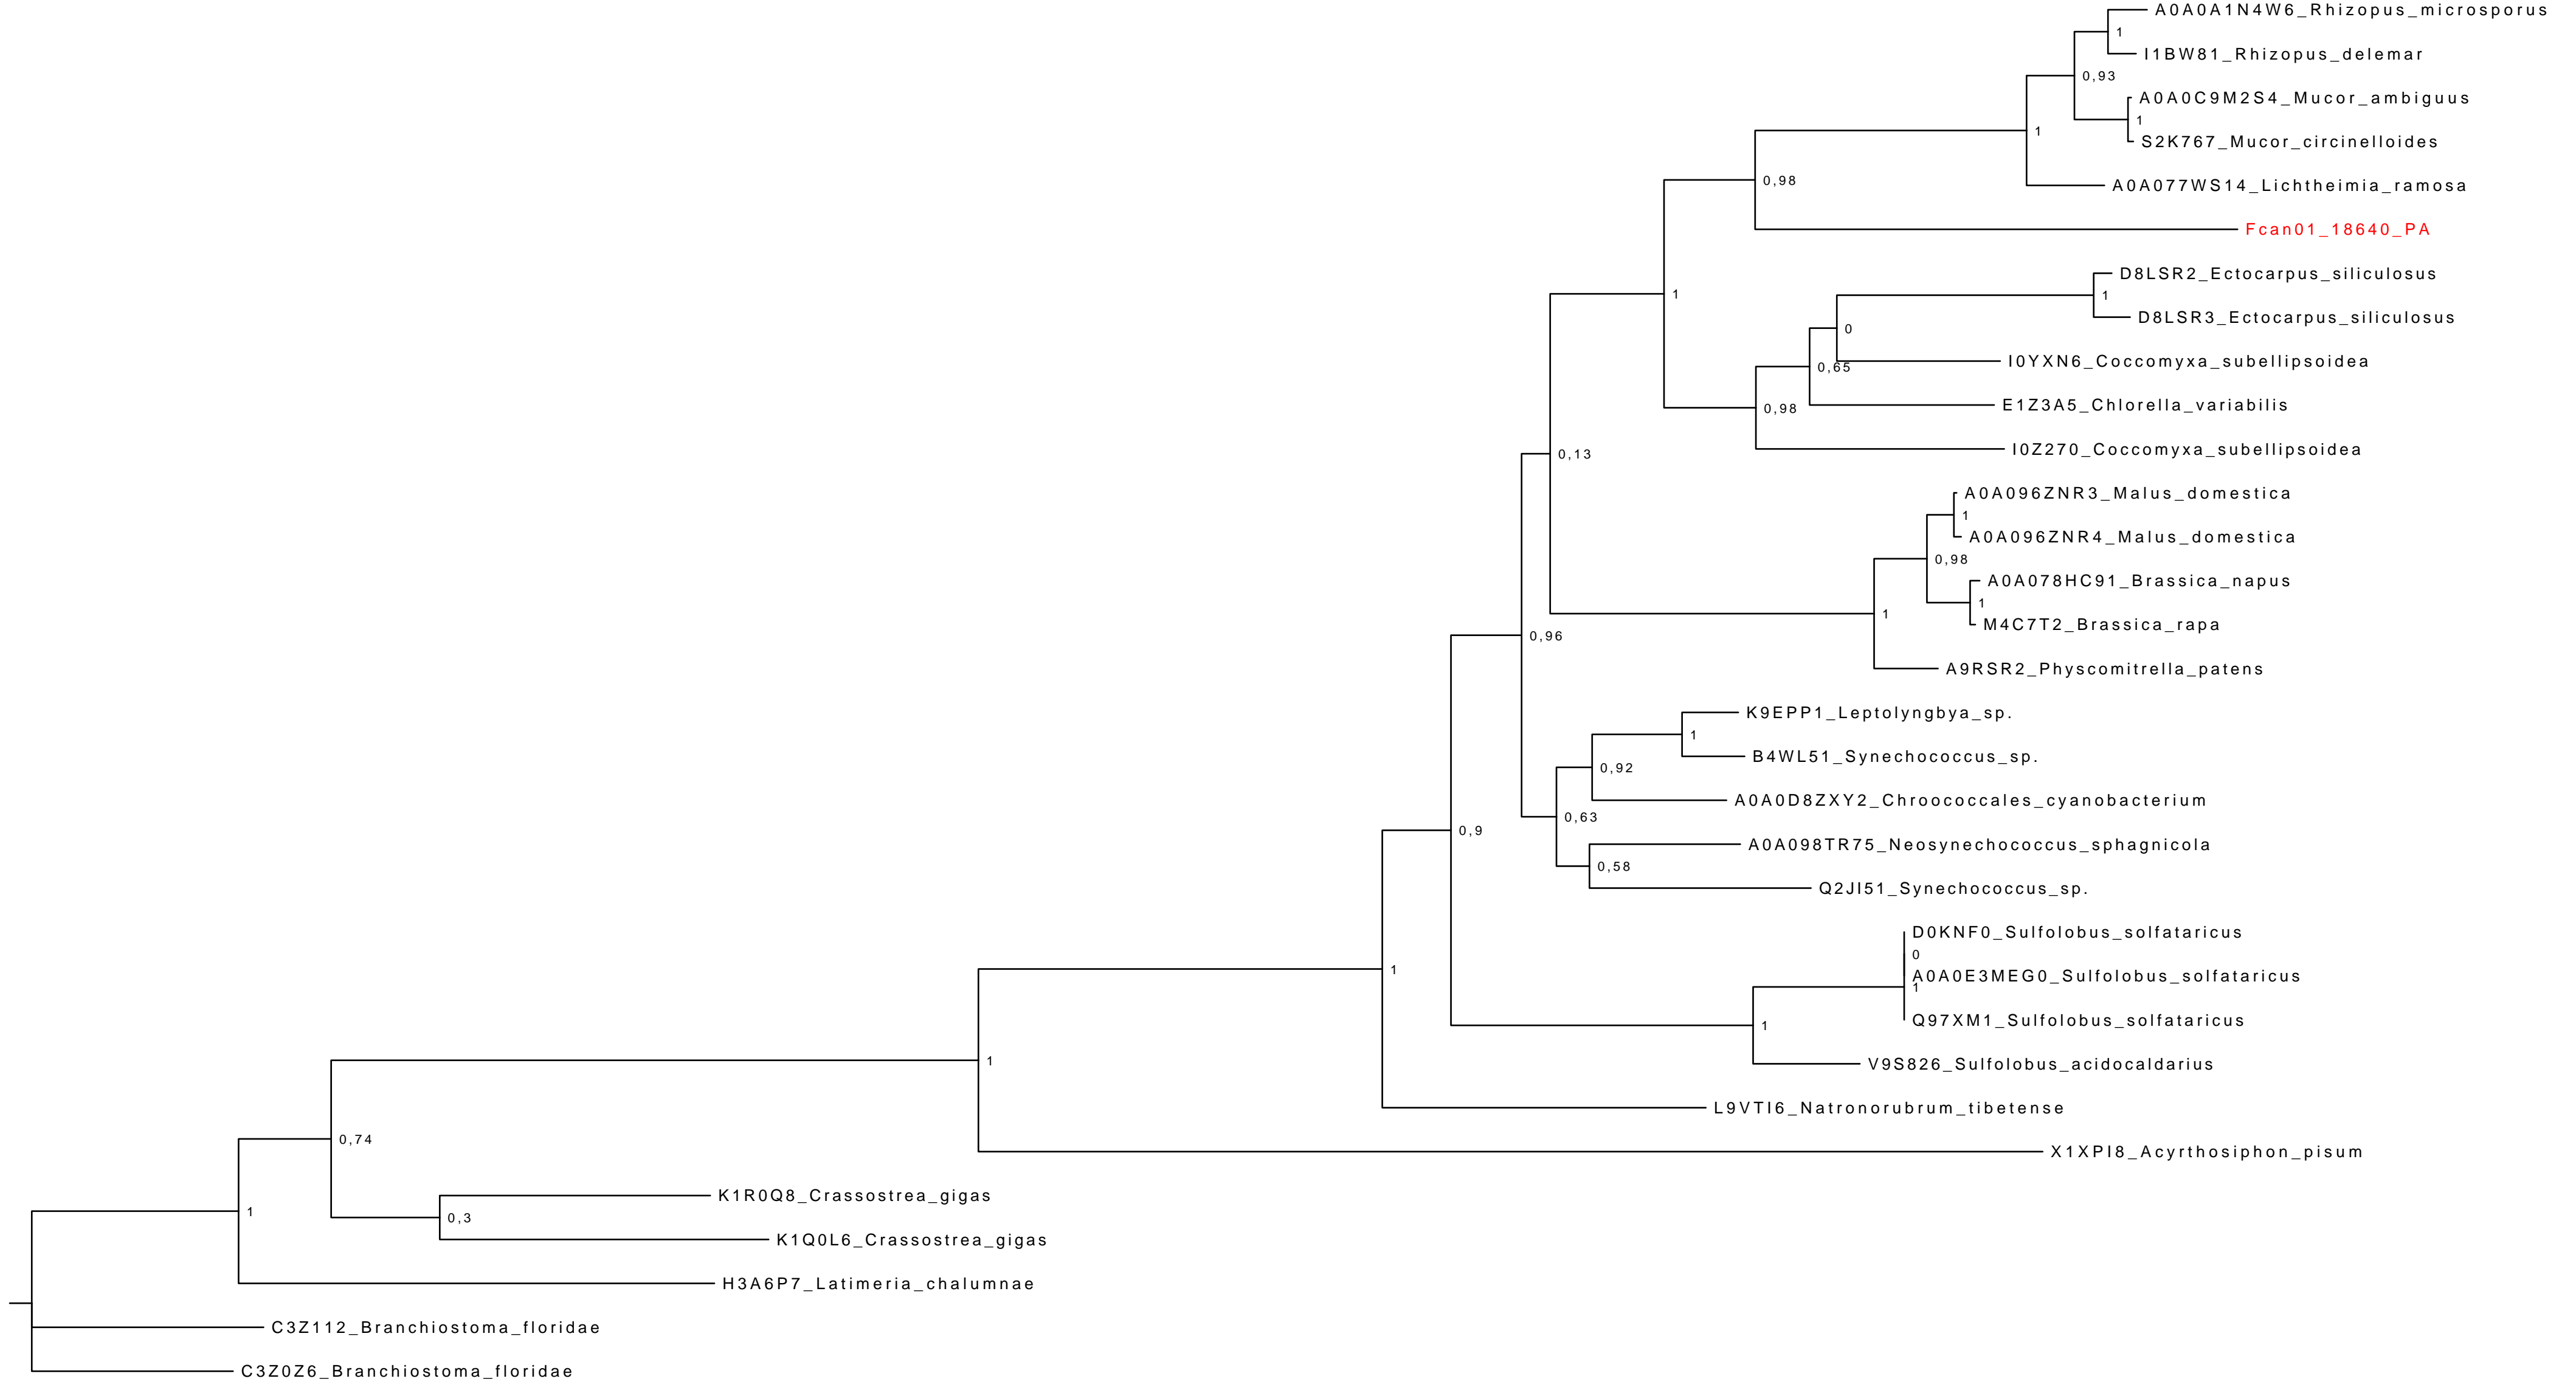 A0A0A1N4W6_Rhizopus_microsporus
1
I1BW81_Rhizopus_delemar
0,93
A0A0C9M2S4_Mucor_ambiguus
1
S2K767_Mucor_circinelloides
1
A0A077WS14_Lichtheimia_ramosa
0,98
Fcan01_18640_PA
D8LSR2_Ectocarpus_siliculosus
1
1
D8LSR3_Ectocarpus_siliculosus
0
I0YXN6_Coccomyxa_subellipsoidea
0,65
E1Z3A5_Chlorella_variabilis
0,98
I0Z270_Coccomyxa_subellipsoidea
0,13
A0A096ZNR3_Malus_domestica
1
A0A096ZNR4_Malus_domestica
0,98
A0A078HC91_Brassica_napus
1
1
M4C7T2_Brassica_rapa
0,96
A9RSR2_Physcomitrella_patens
K9EPP1_Leptolyngbya_sp.
1
B4WL51_Synechococcus_sp.
0,92
A0A0D8ZXY2_Chroococcales_cyanobacterium
0,63
0,9
A0A098TR75_Neosynechococcus_sphagnicola
0,58
Q2JI51_Synechococcus_sp.
D0KNF0_Sulfolobus_solfataricus
0
1
A0A0E3MEG0_Sulfolobus_solfataricus
1
Q97XM1_Sulfolobus_solfataricus
1
1
V9S826_Sulfolobus_acidocaldarius
L9VTI6_Natronorubrum_tibetense
0,74
X1XPI8_Acyrthosiphon_pisum
K1R0Q8_Crassostrea_gigas
1
0,3
K1Q0L6_Crassostrea_gigas
H3A6P7_Latimeria_chalumnae
C3Z112_Branchiostoma_floridae
C3Z0Z6_Branchiostoma_floridae